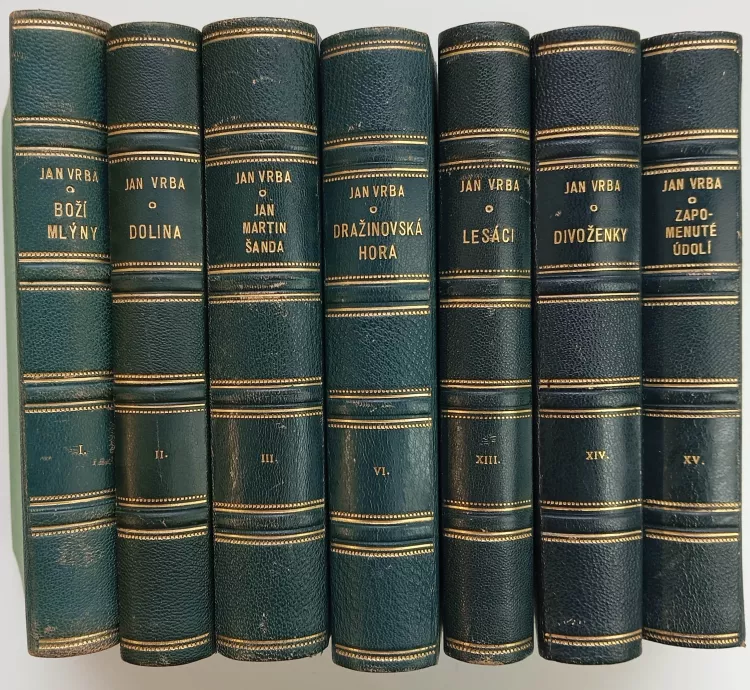 JAN VRBA
BOŽÍ
MLÝNY
I.
JAN VRBA
DOLINA
II.
JAN VRBA
JAN
MARTIN
ŠANDA
III.
JAN VRBA
DRAŽINOVSKÁ
HORA
VI.
JAN VRBA
LESÁCI
XIII.
JAN VRBA
DIVOŽENKY
XIV.
JAN VRBA
ZAPO-
MENUTÉ
ÚDOLÍ
XV.